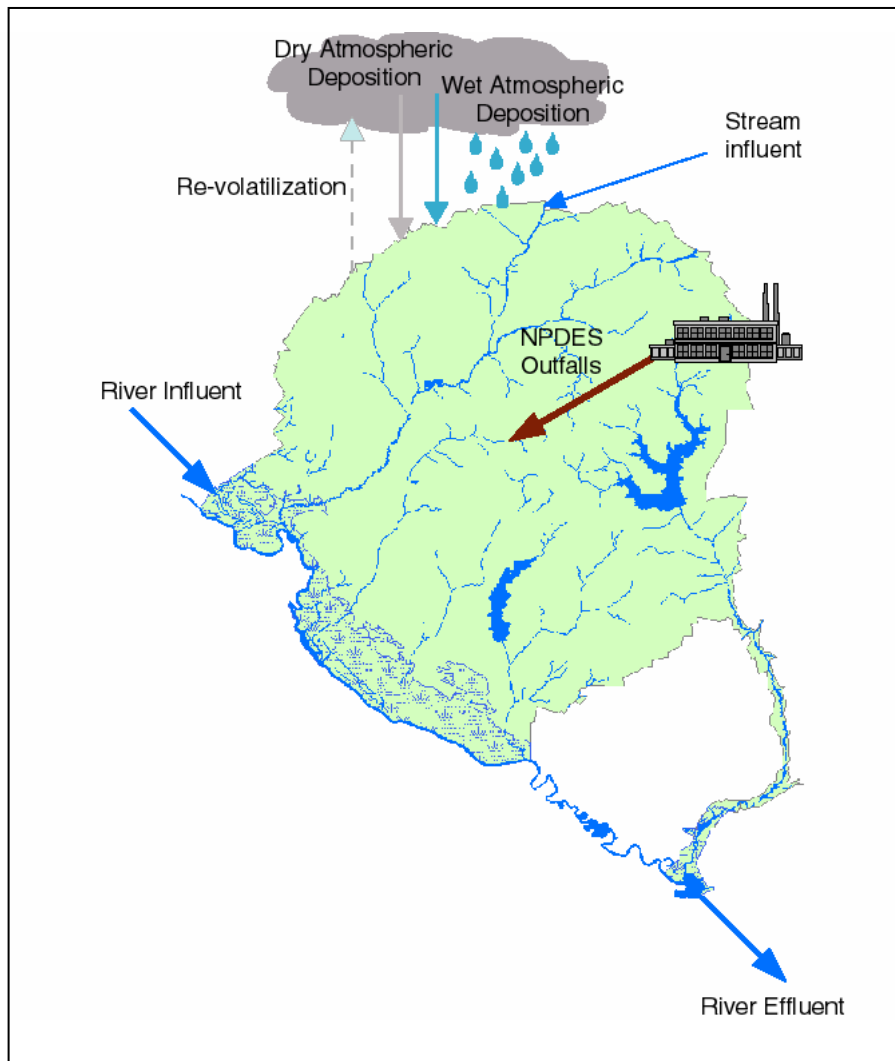 Dry Atmospheric
Deposition
Wet Atmospheric
Deposition
Stream
influent
Re-volatilization
NPDES
Outfalls
River Influent
River Effluent